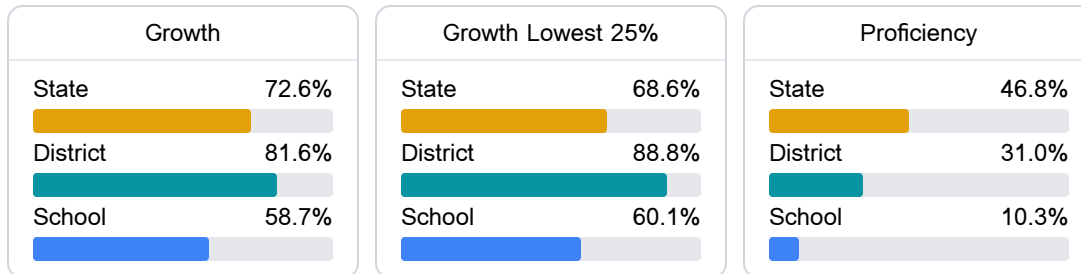 Growth
State 72.6%
District 81.6%
School 58.7%
Growth Lowest 25%
State 68.6%
District 88.8%
School 60.1%
Proficiency
State 46.8%
District 31.0%
School 10.3%